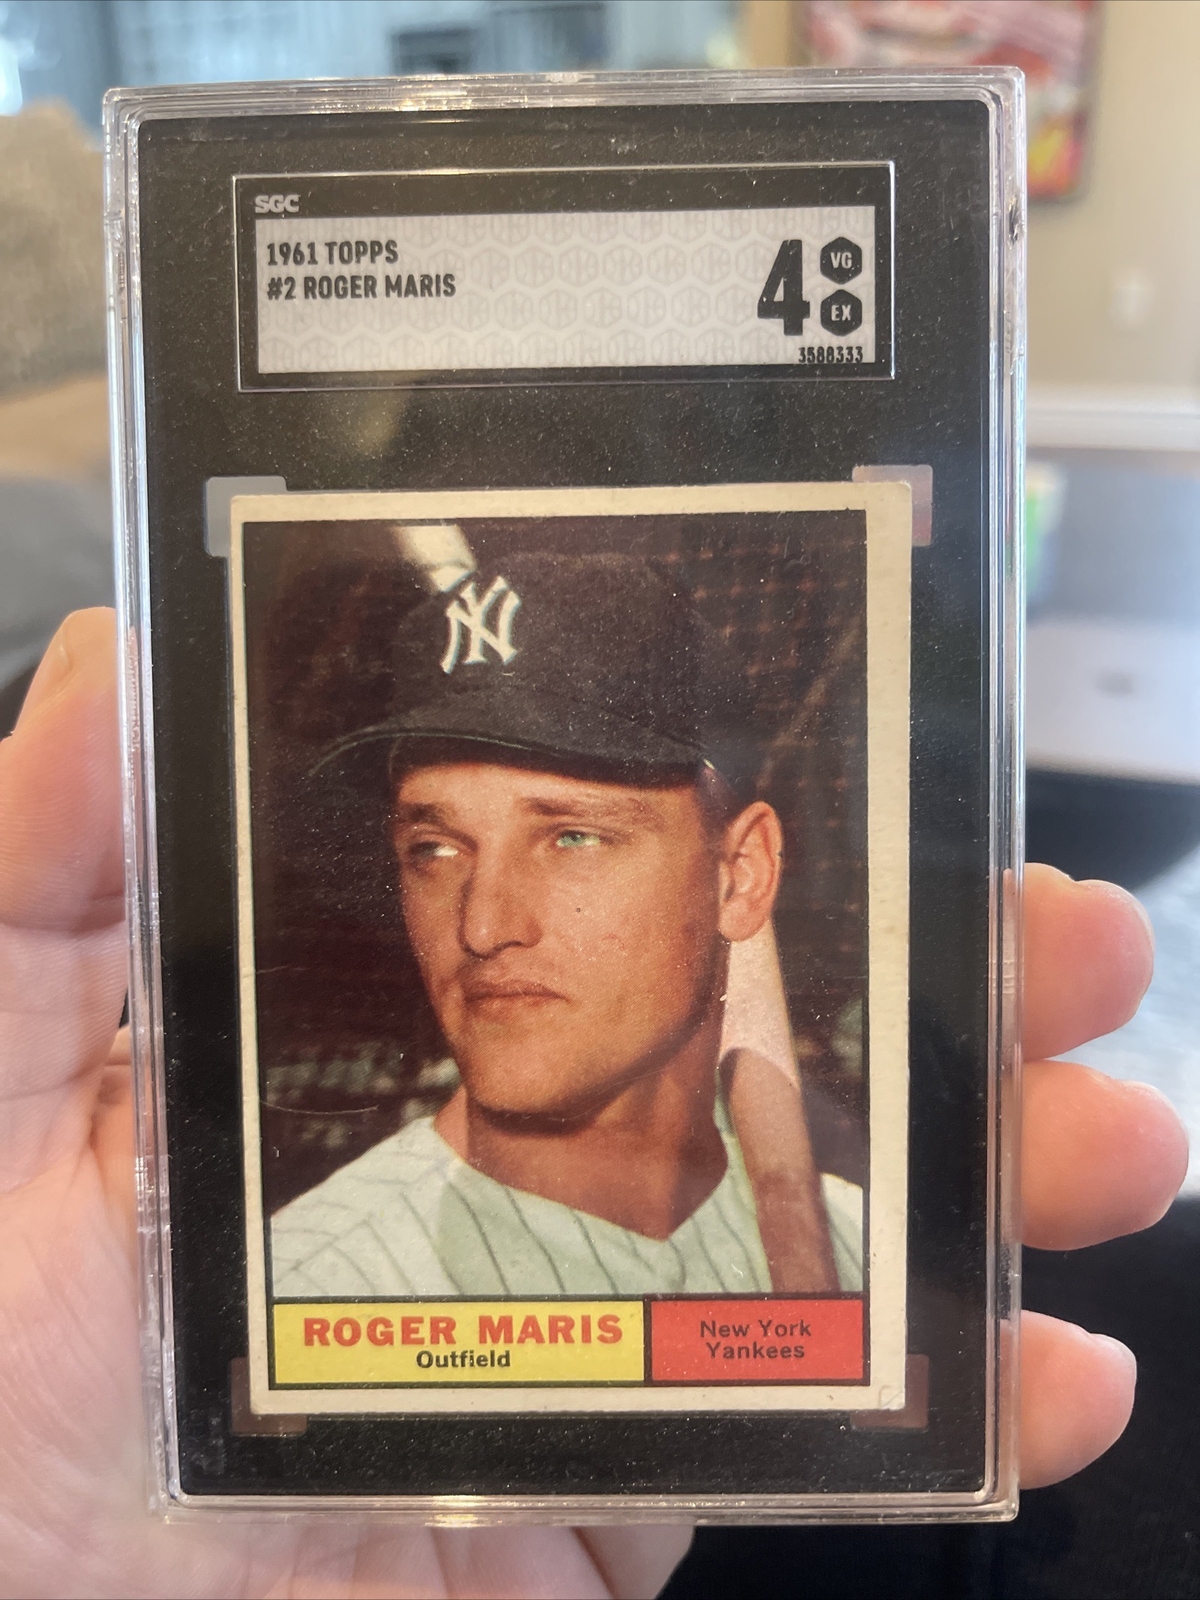 SGC
1961 TOPPS
#2 ROGER MARIS
4
VG
EX
3588333
NY
ROGER MARIS
Outfield
New York
Yankees